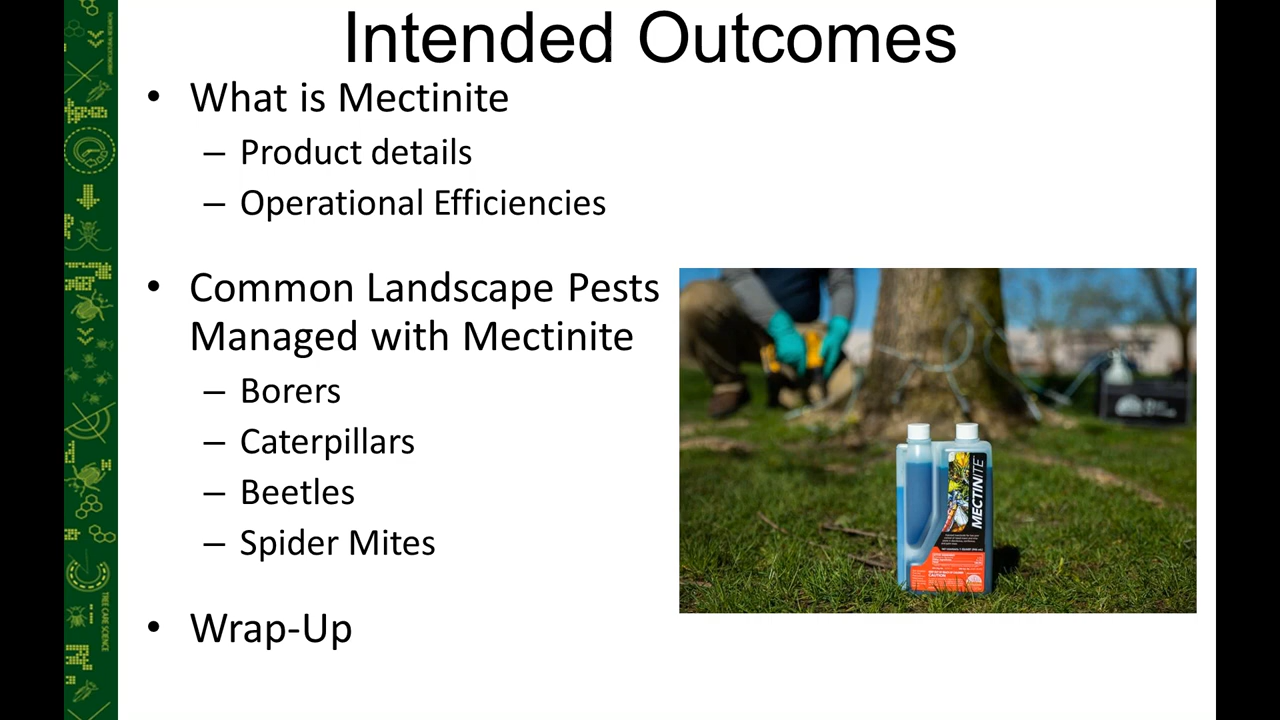 Intended Outcomes
• What is Mectinite
– Product details
– Operational Efficiencies
• Common Landscape Pests
Managed with Mectinite
– Borers
– Caterpillars
– Beetles
– Spider Mites
• Wrap-Up
MECTINITE
CAUTION
TREE CARE SCIENCE